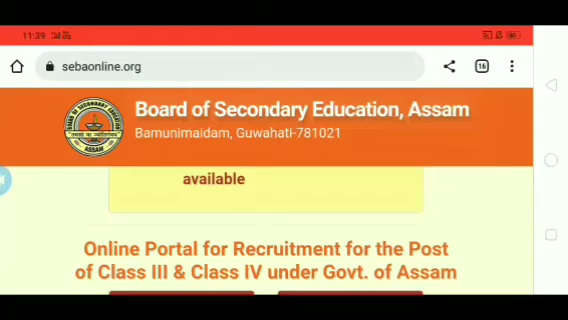 11:39
sebaonline.org
16
Board of Secondary Education, Assam
Bamunimaidam, Guwahati-781021
ASSAM
available
Online Portal for Recruitment for the Post
of Class III & Class IV under Govt. of Assam